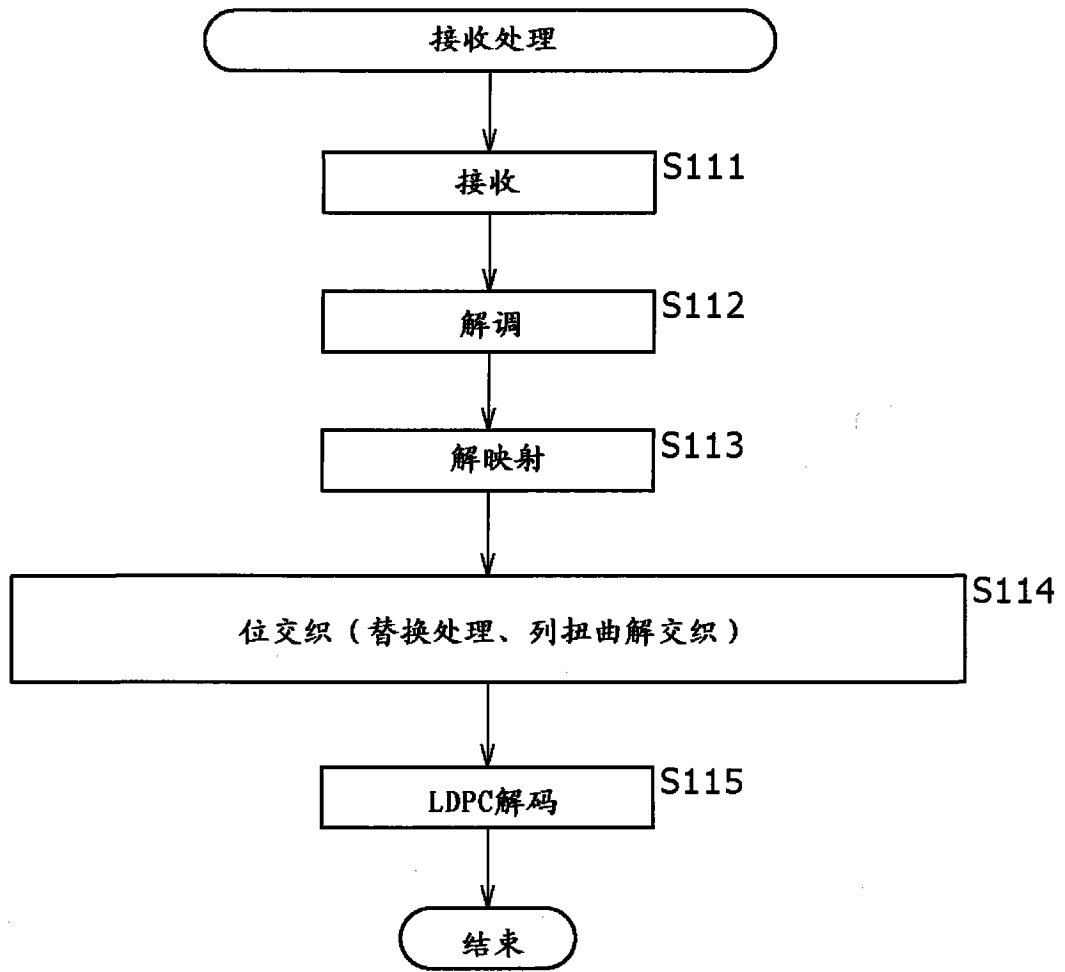 接收处理
接收
S111
解调
S112
解映射
S113
位交织（替换处理、列扭曲解交织）
S114
LDPC解码
S115
结束